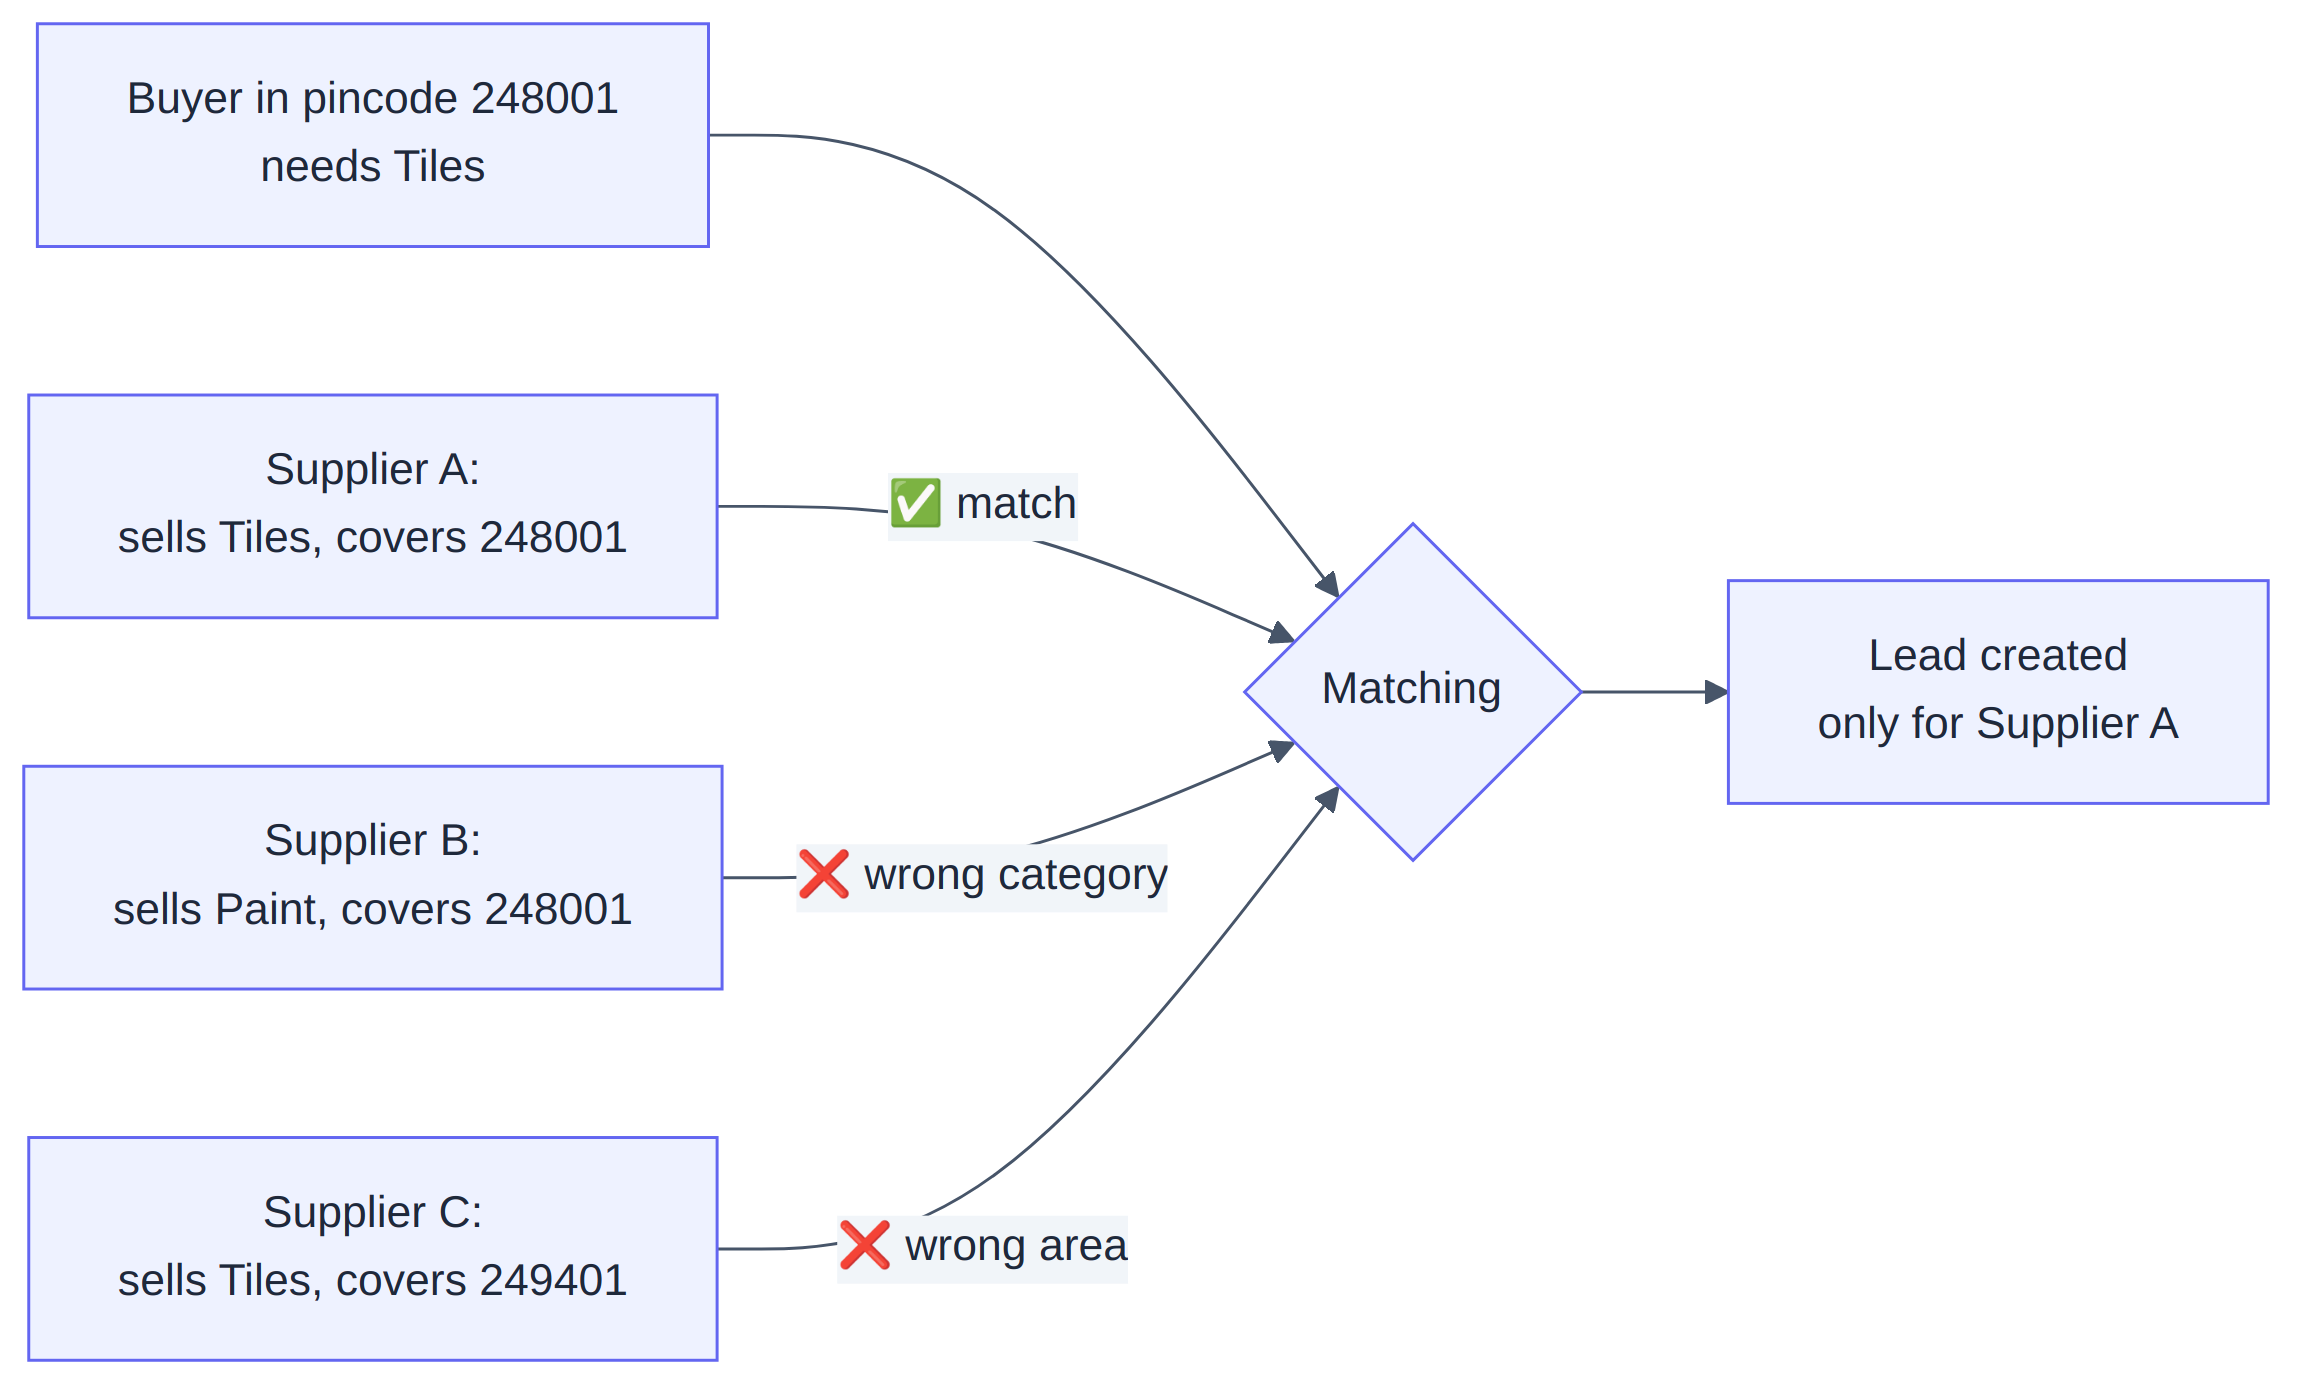 Buyer in pincode 248001
needs Tiles
Supplier A:
sells Tiles, covers 248001
✅ match
Supplier B:
sells Paint, covers 248001
❌ wrong category
Supplier C:
sells Tiles, covers 249401
❌ wrong area
Matching
Lead created
only for Supplier A